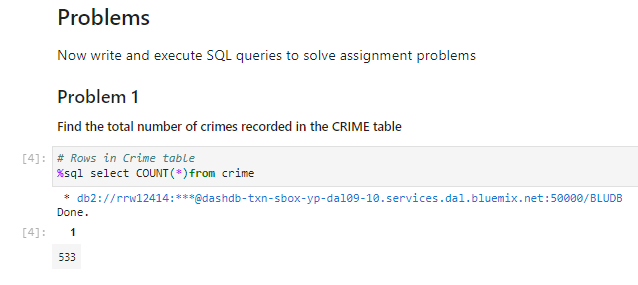 Problems
Now write and execute SQL queries to solve assignment problems
Problem 1
Find the total number of crimes recorded in the CRIME table
[4]: # Rows in Crime table
%sql select COUNT(*)from crime
* db2://rrw12414:***@dashdb-txn-sbox-yp-dal09-10.services.dal.bluemix.net:50000/BLUDB
Done.
[4]: 1
533